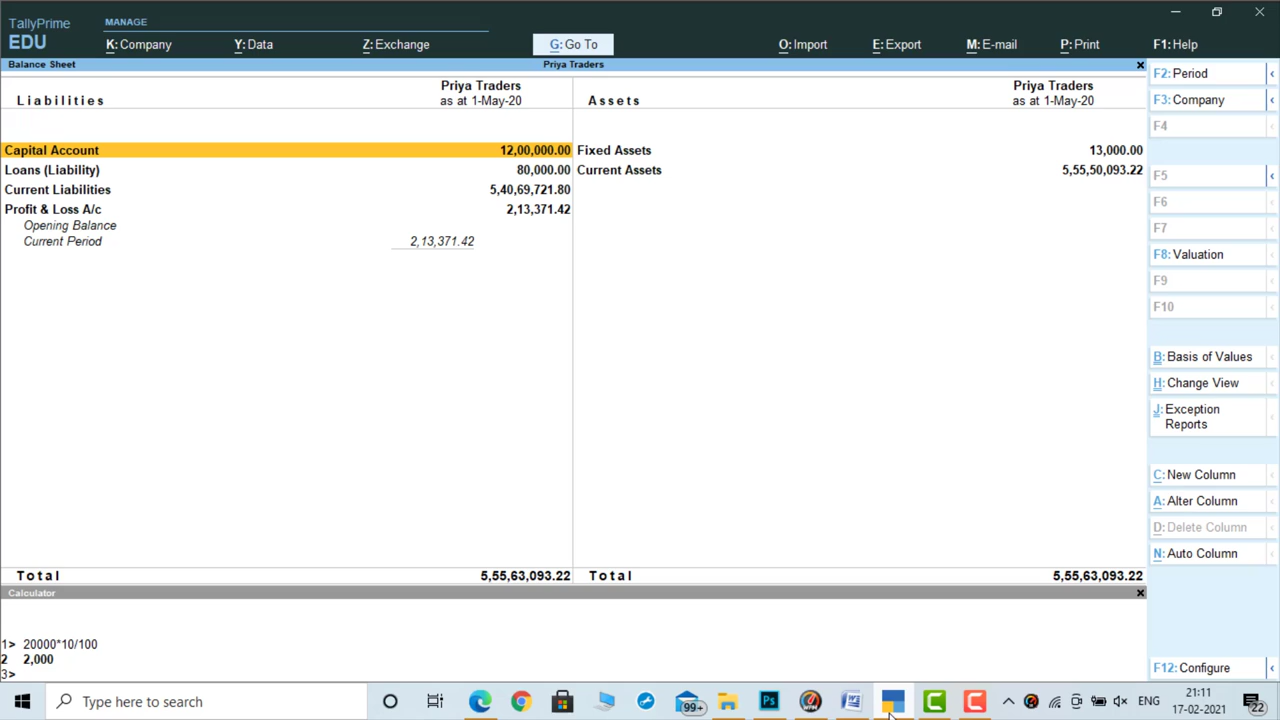 TallyPrime
EDU
MANAGE
K: Company
Y: Data
Z: Exchange
G: Go To
O: Import
E: Export
M: E-mail
P: Print
F1: Help
Balance Sheet
Priya Traders
Liabilities
Priya Traders
as at 1-May-20
Assets
Priya Traders
as at 1-May-20
Capital Account 12,00,000.00
Loans (Liability) 80,000.00
Current Liabilities 5,40,69,721.80
Profit & Loss A/c 2,13,371.42
Opening Balance
Current Period 2,13,371.42
Fixed Assets 13,000.00
Current Assets 5,55,50,093.22
Total 5,55,63,093.22
Total 5,55,63,093.22
F2: Period
F3: Company
F4
F5
F6
F7
F8: Valuation
F9
F10
B: Basis of Values
H: Change View
J: Exception
Reports
C: New Column
A: Alter Column
D: Delete Column
N: Auto Column
F12: Configure
Calculator
1> 20000*10/100
2 2,000
3>
Type here to search
99+
Ps
ENG
21:11
17-02-2021
22